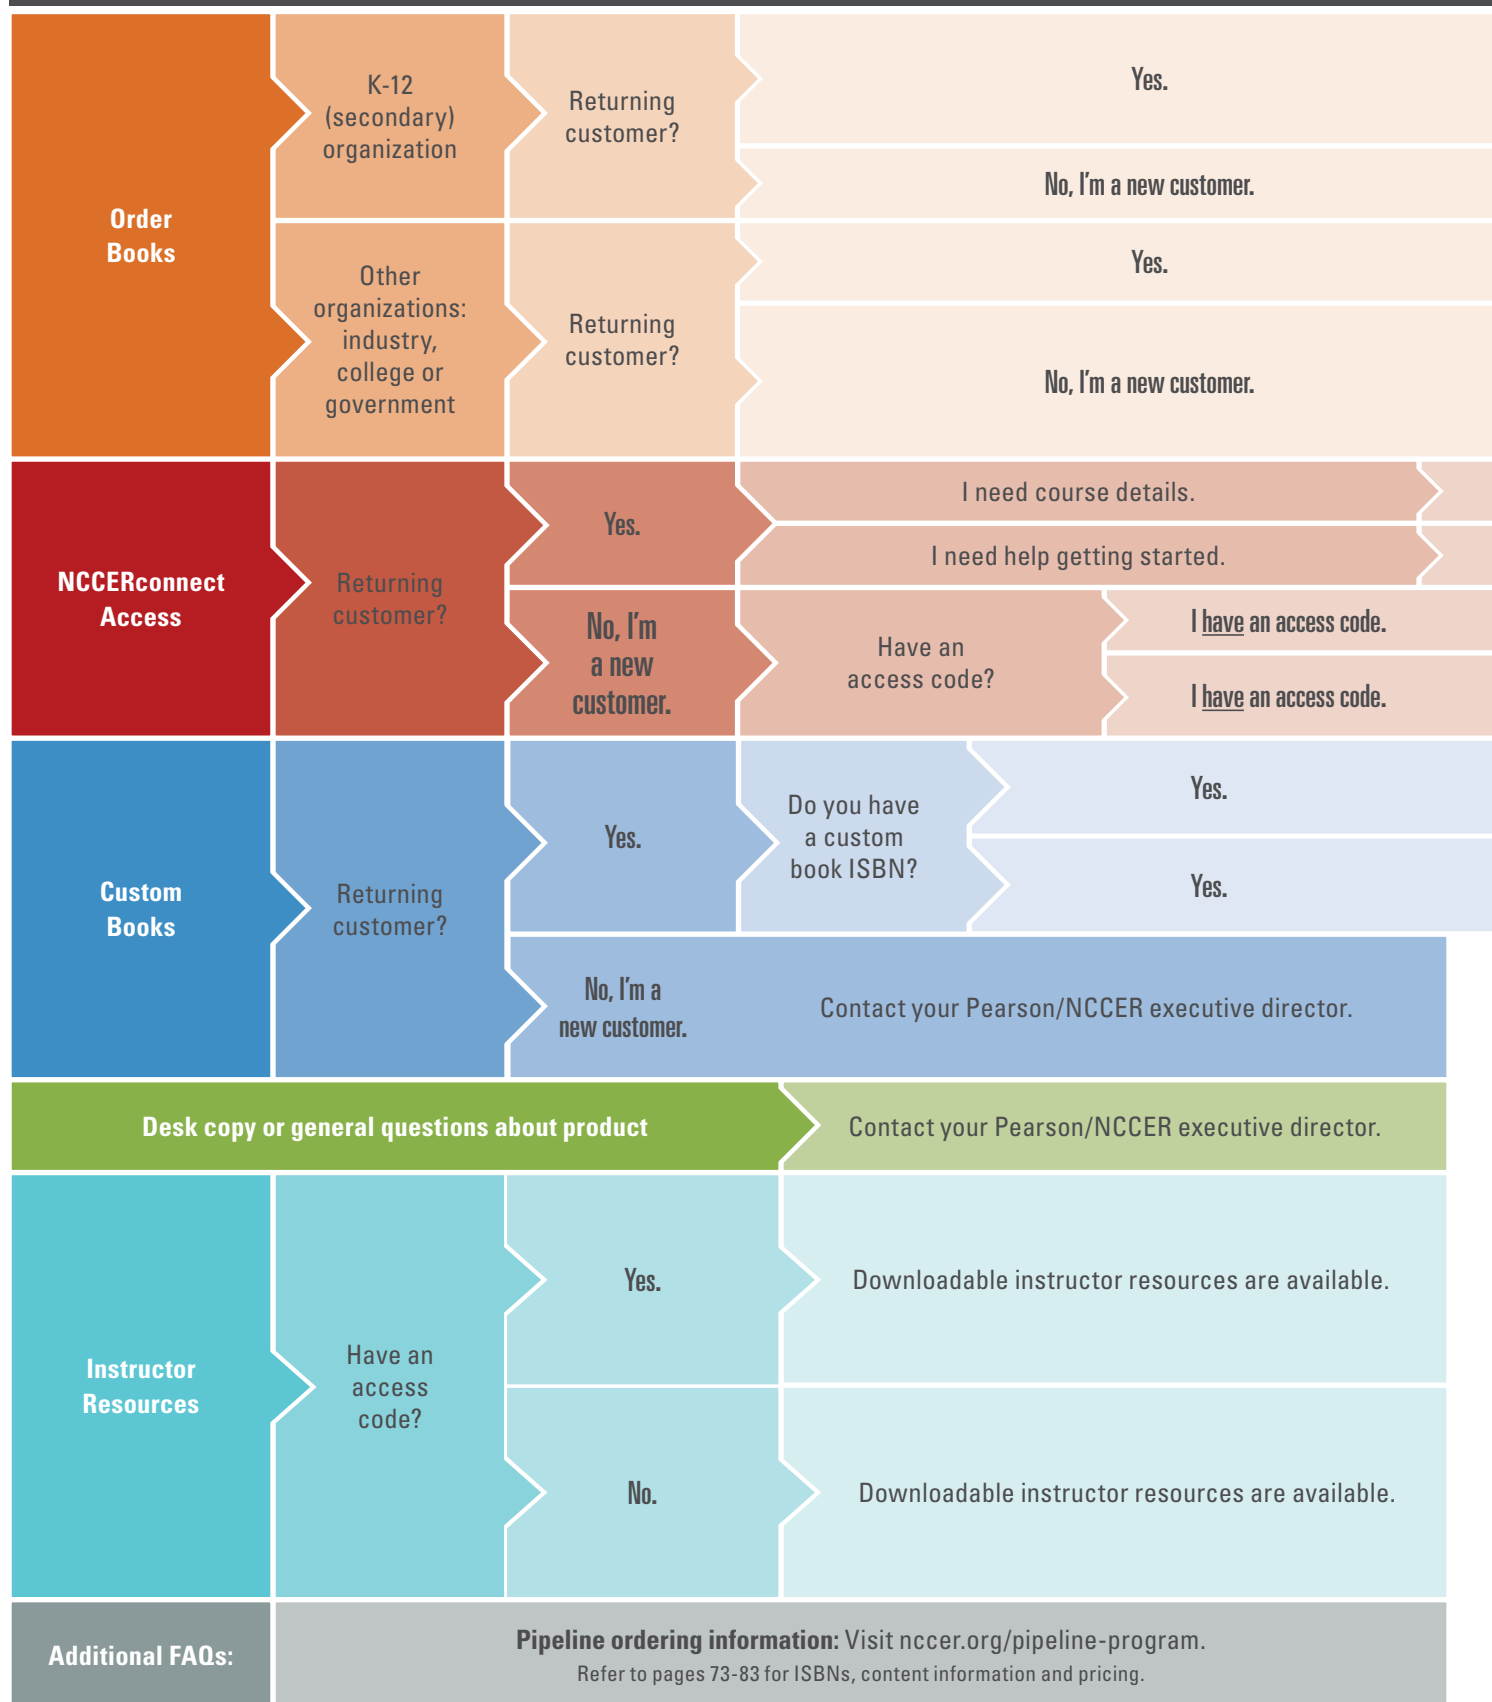 Order
Books
K-12
(secondary)
organization
Returning
customer?
Yes.
No, I'm a new customer.
Other
organizations:
industry,
college or
government
Returning
customer?
Yes.
No, I'm a new customer.
NCCERconnect
Access
Returning
customer?
Yes.
I need course details.
I need help getting started.
No, I'm
a new
customer.
Have an
access code?
I have an access code.
I have an access code.
Custom
Books
Returning
customer?
Yes.
Do you have
a custom
book ISBN?
Yes.
Yes.
No, I'm a
new customer.
Contact your Pearson/NCCER executive director.
Desk copy or general questions about product
Contact your Pearson/NCCER executive director.
Instructor
Resources
Have an
access
code?
Yes.
Downloadable instructor resources are available.
No.
Downloadable instructor resources are available.
Additional FAQs:
Pipeline ordering information: Visit nccer.org/pipeline-program.
Refer to pages 73-83 for ISBNs, content information and pricing.